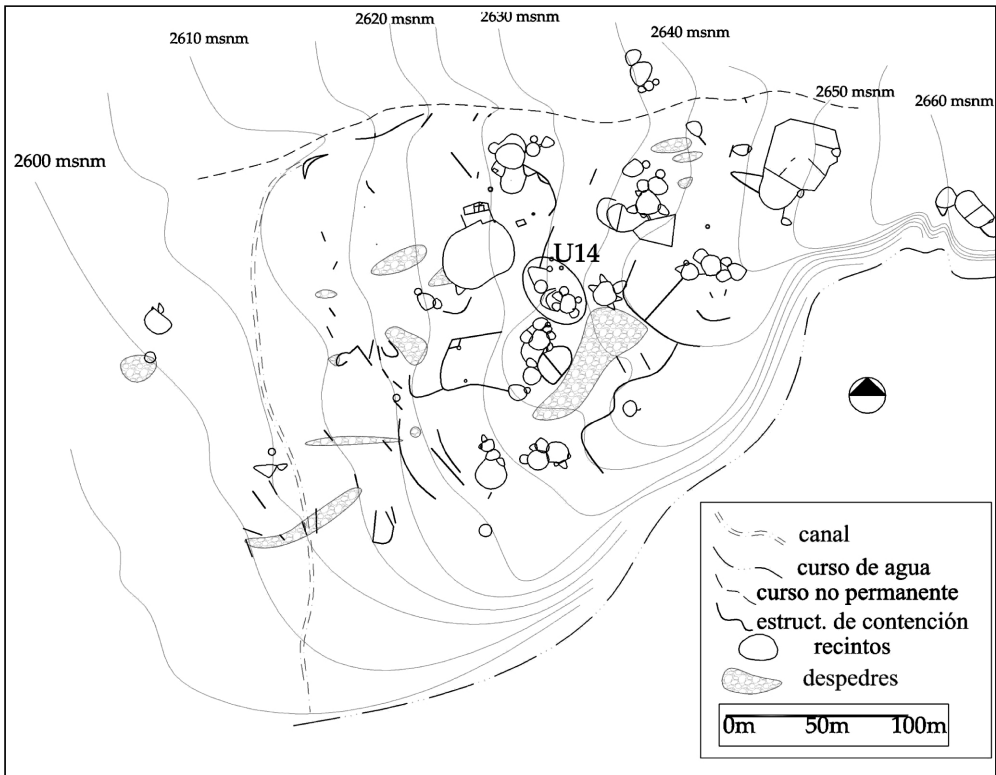 2620 msnm
2630 msnm
2610 msnm
2640 msnm
2650 msnm
2660 msnm
2600 msnm
U14
canal
curso de agua
curso no permanente
estruct. de contención
recintos
despedres
0m 50m 100m